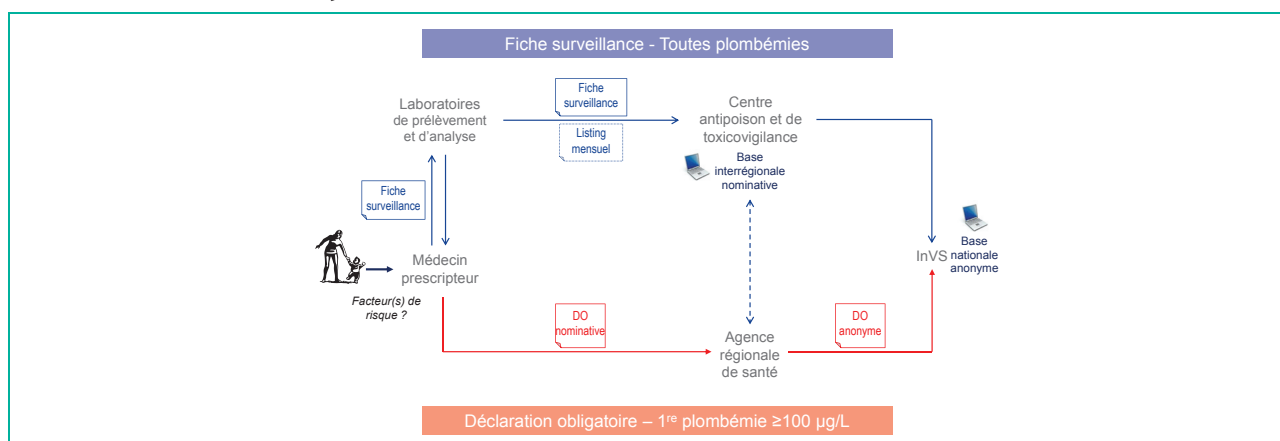 Fiche surveillance - Toutes plombémies
Fiche
surveillance
Listing
mensuel
Laboratoires
de prélèvement
et d'analyse
Centre
antipoison et de
toxicovigilance
Base
interrégionale
nominative
Fiche
surveillance
Médecin
prescripteur
Facteur(s) de
risque ?
InVS
Base
nationale
anonyme
DO
nominative
Agence
régionale
de santé
DO
anonyme
Déclaration obligatoire – 1re plombémie ≥100 µg/L